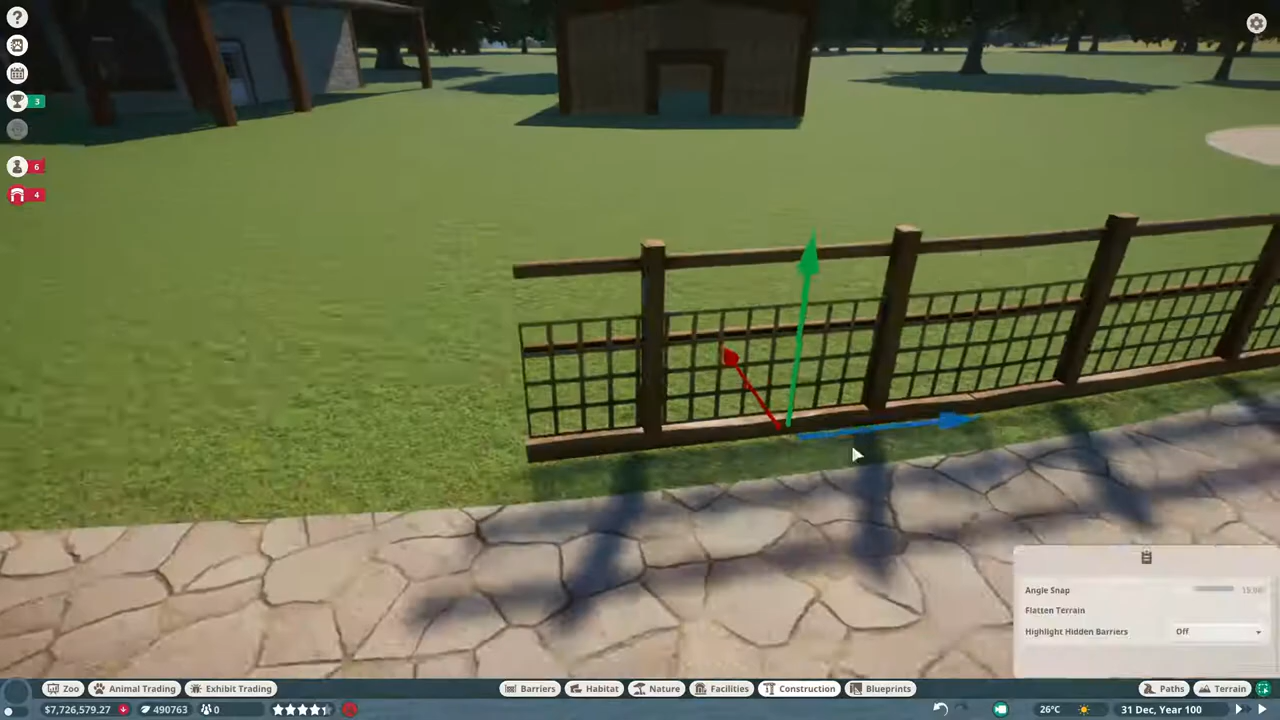 ?
3
6
4
Angle Snap
Flatten Terrain
Highlight Hidden Barriers Off
Zoo Animal Trading Exhibit Trading Barriers Habitat Nature Facilities Construction Blueprints Paths Terrain
$7,726,579.27 490763 0 26°C 31 Dec, Year 100